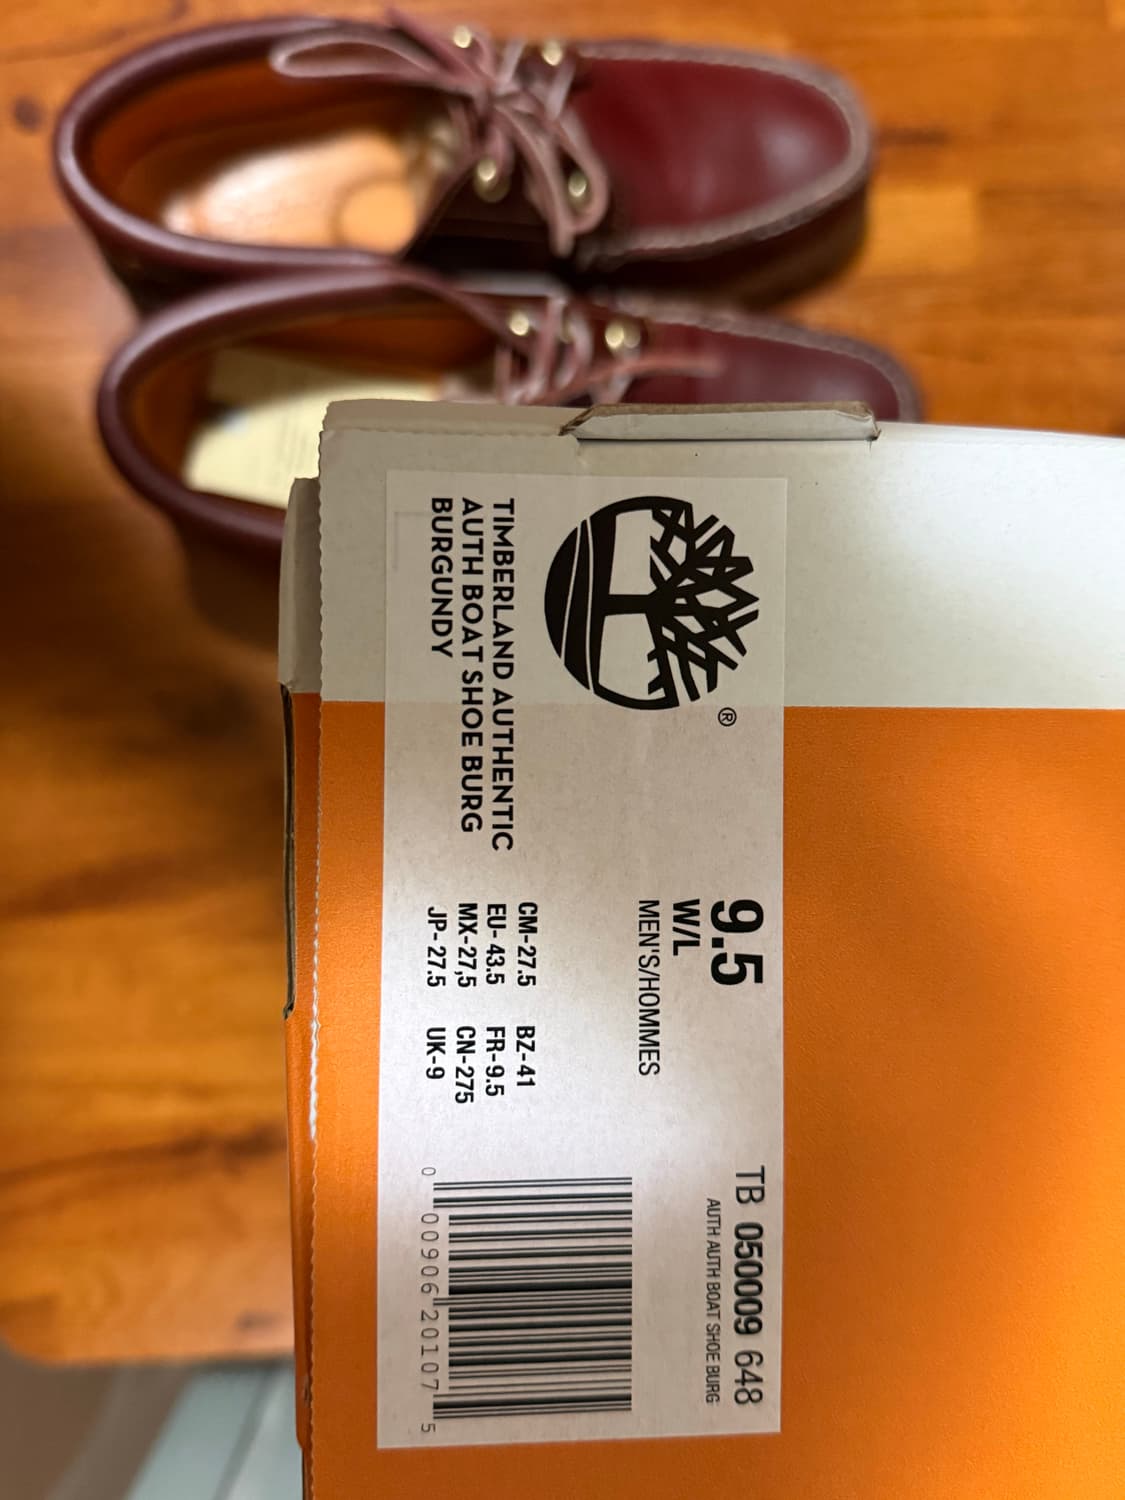 ®
TIMBERLAND AUTHENTIC
AUTH BOAT SHOE BURG
BURGUNDY
9.5
W/L
MEN'S/HOMMES
CM-27.5 BZ-41
EU-43.5 FR-9.5
MX-27,5 CN-275
JP-27.5 UK-9
TB 050009 648
AUTH AUTH BOAT SHOE BURG
0 00906 20107 5